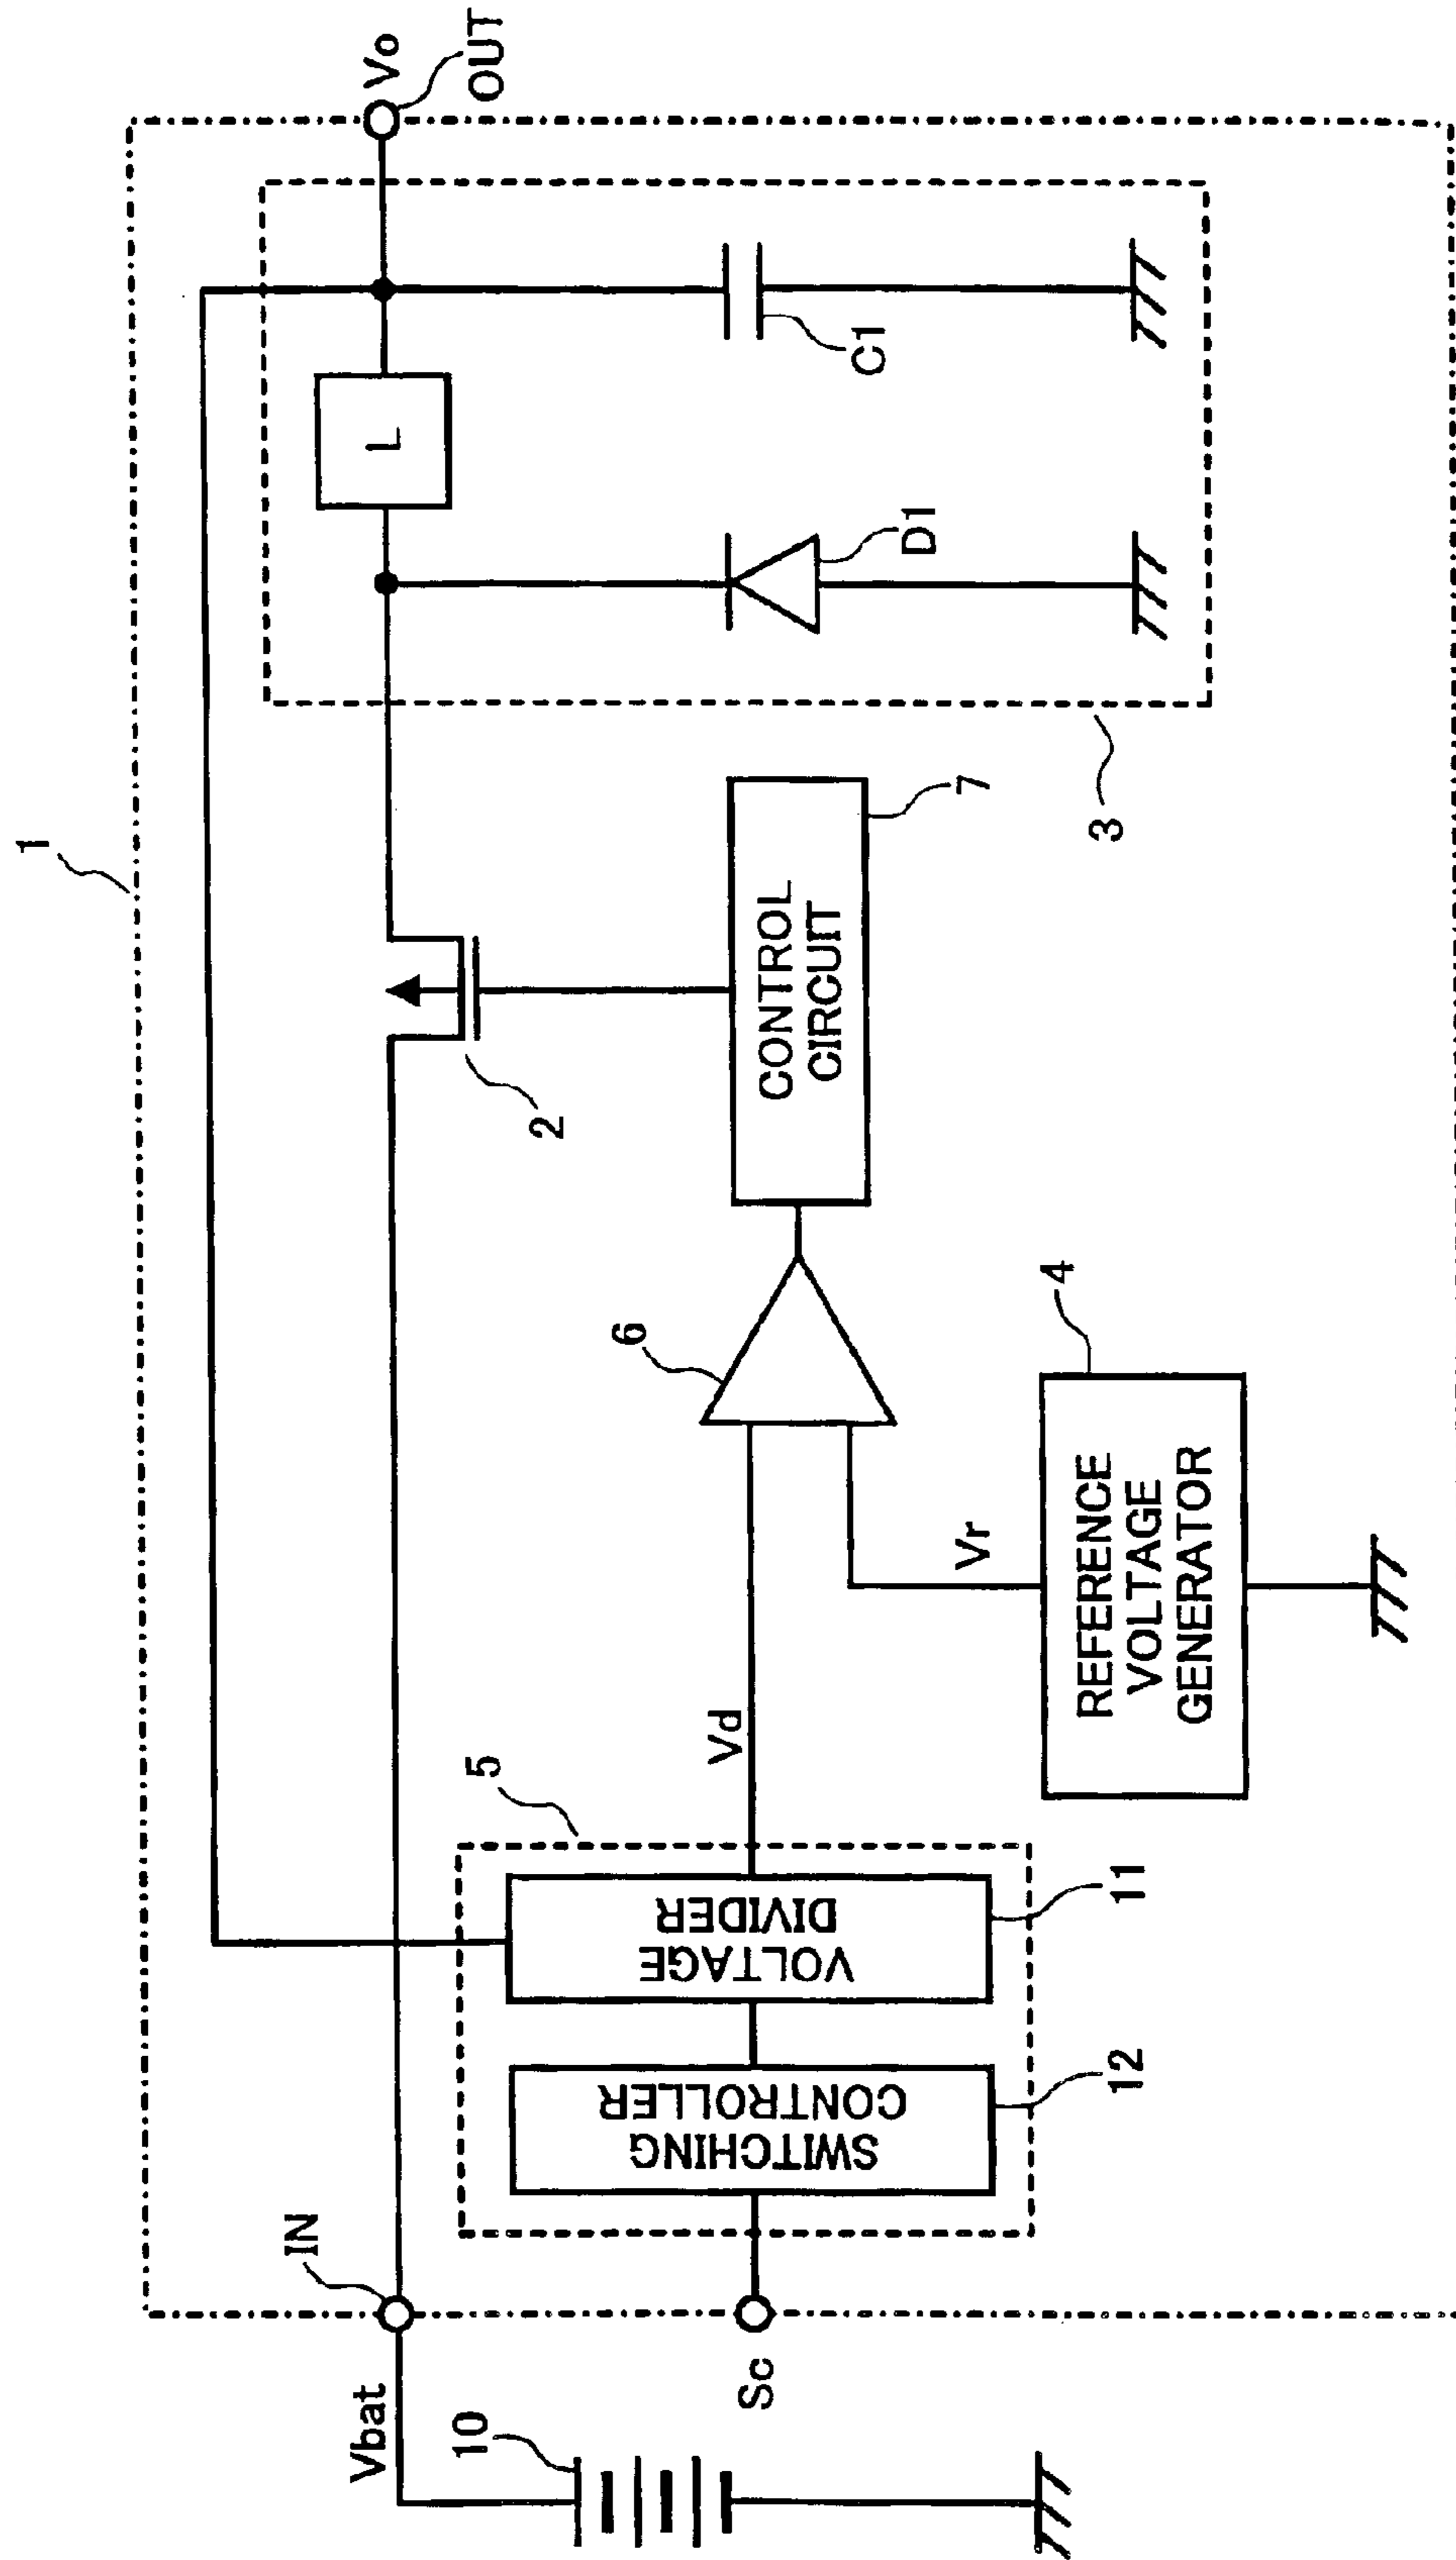 1
Vbat
IN
Vo
OUT
10
Sc
SWITCHING
CONTROLLER
12
VOLTAGE
DIVIDER
11
5
Vd
Vr
REFERENCE
VOLTAGE
GENERATOR
4
6
CONTROL
CIRCUIT
7
2
L
D1
C1
3